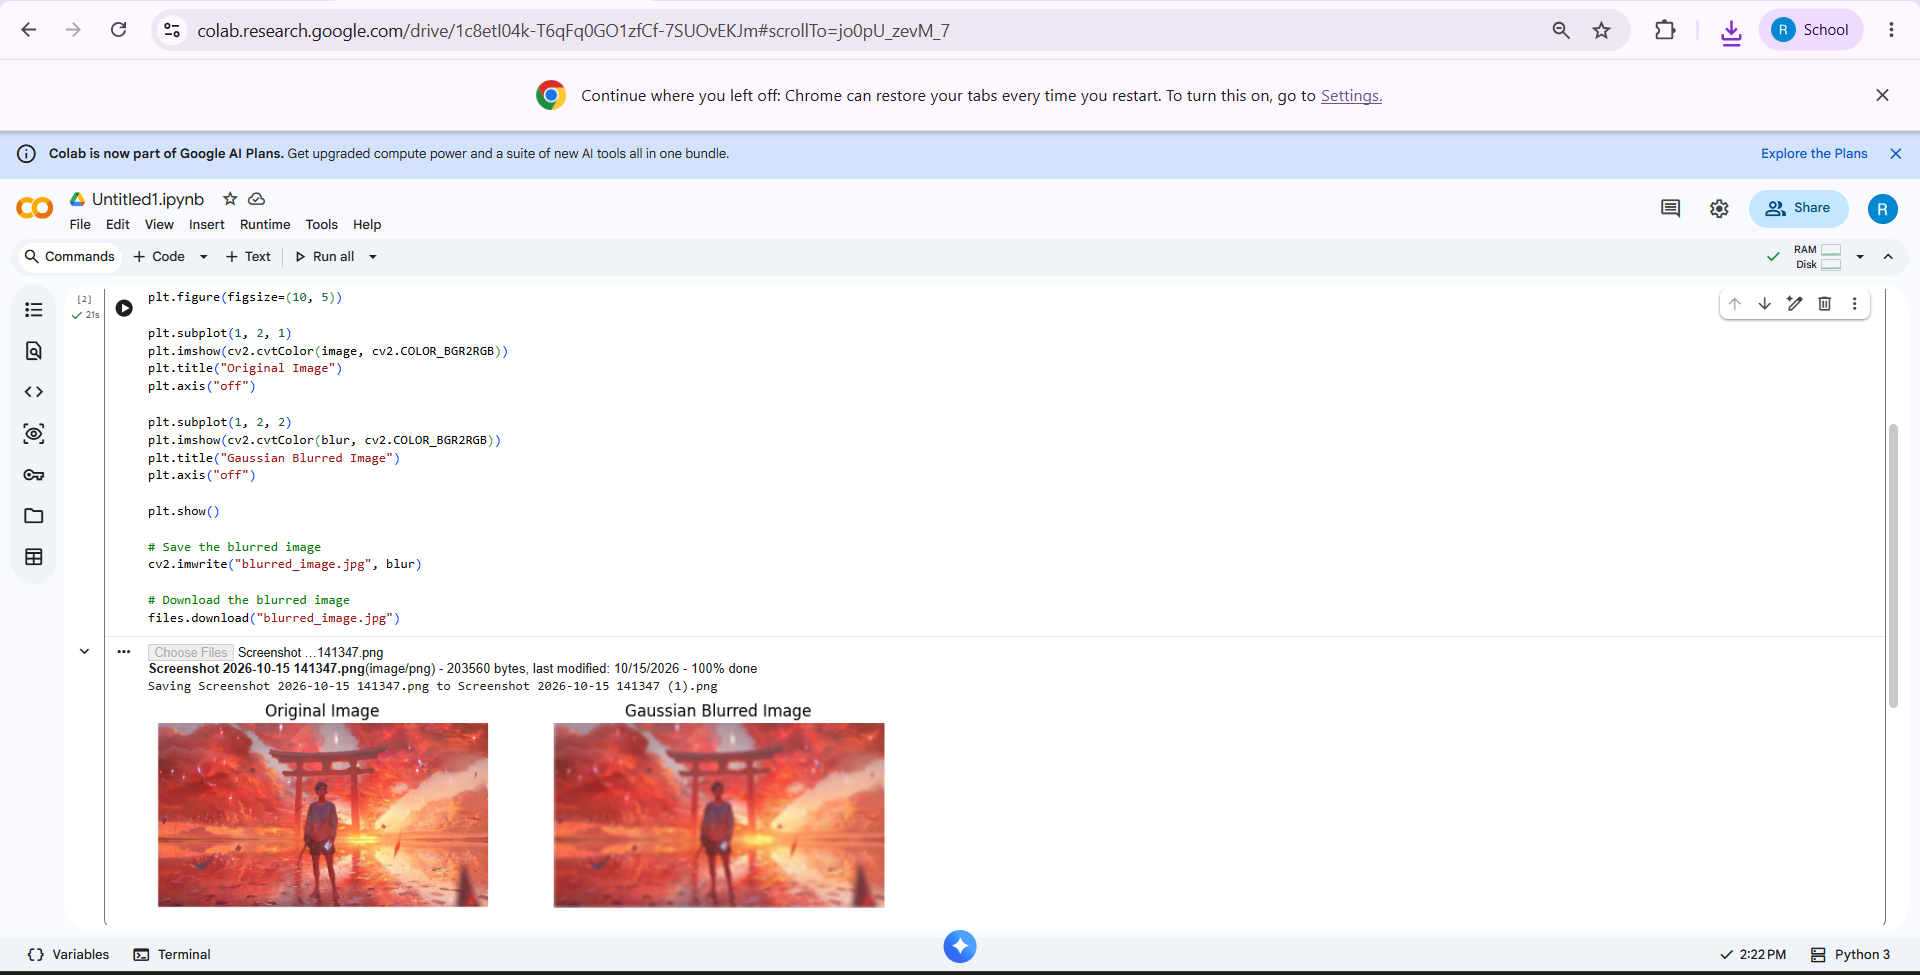 colab.research.google.com/drive/1c8etI04k-T6qFq0GO1zfCf-7SUOvEKJm#scrollTo=jo0pU_zevM_7
R School
Continue where you left off: Chrome can restore your tabs every time you restart. To turn this on, go to Settings.
Colab is now part of Google AI Plans. Get upgraded compute power and a suite of new AI tools all in one bundle. Explore the Plans
Untitled1.ipynb
File Edit View Insert Runtime Tools Help
Share R
Commands + Code + Text Run all
RAM
Disk
[2]
21s
plt.figure(figsize=(10, 5))
plt.subplot(1, 2, 1)
plt.imshow(cv2.cvtColor(image, cv2.COLOR_BGR2RGB))
plt.title("Original Image")
plt.axis("off")
plt.subplot(1, 2, 2)
plt.imshow(cv2.cvtColor(blur, cv2.COLOR_BGR2RGB))
plt.title("Gaussian Blurred Image")
plt.axis("off")
plt.show()
# Save the blurred image
cv2.imwrite("blurred_image.jpg", blur)
# Download the blurred image
files.download("blurred_image.jpg")
Choose Files Screenshot ...141347.png
Screenshot 2026-10-15 141347.png(image/png) - 203560 bytes, last modified: 10/15/2026 - 100% done
Saving Screenshot 2026-10-15 141347.png to Screenshot 2026-10-15 141347 (1).png
Original Image Gaussian Blurred Image
Variables Terminal
2:22 PM Python 3